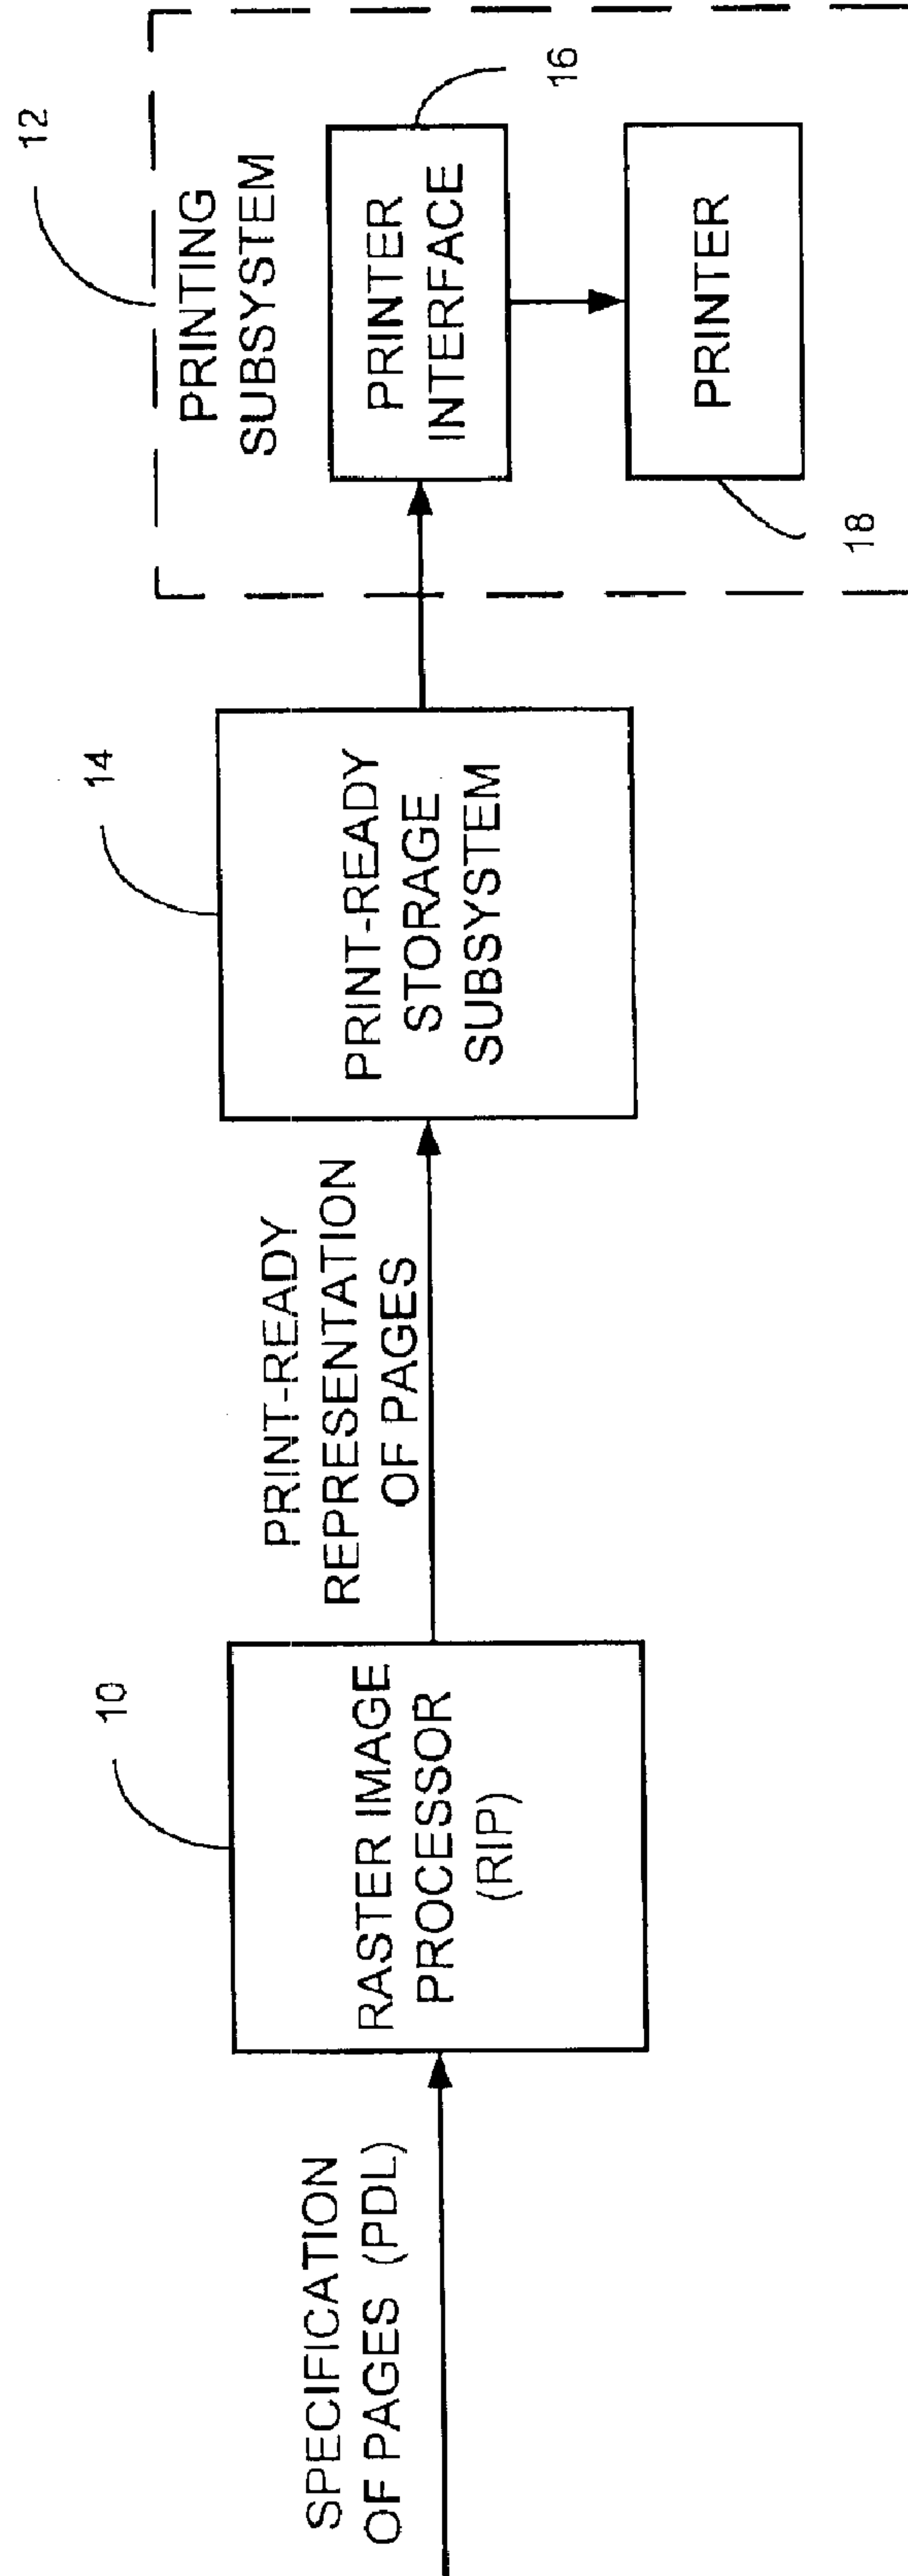 SPECIFICATION
OF PAGES (PDL)
10
RASTER IMAGE
PROCESSOR
(RIP)
PRINT-READY
REPRESENTATION
OF PAGES
14
PRINT-READY
STORAGE
SUBSYSTEM
12
PRINTING
SUBSYSTEM
PRINTER
INTERFACE
16
PRINTER
18